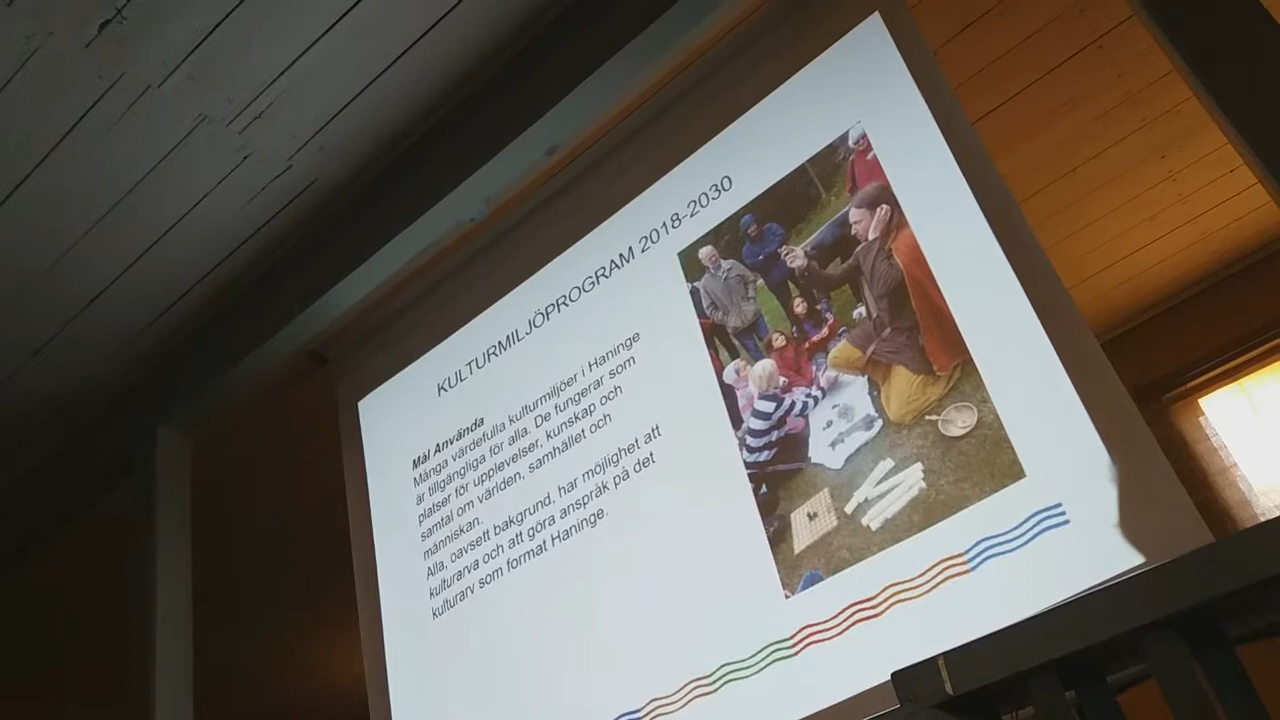 KULTURMILJÖPROGRAM 2018-2030
Mål Använda
Många värdefulla kulturmiljöer i Haninge
är tillgängliga för alla. De fungerar som
platser för upplevelser, kunskap och
samtal om världen, samhället och
människan.
Alla, oavsett bakgrund, har möjlighet att
kulturarva och att göra anspråk på det
kulturarv som format Haninge.